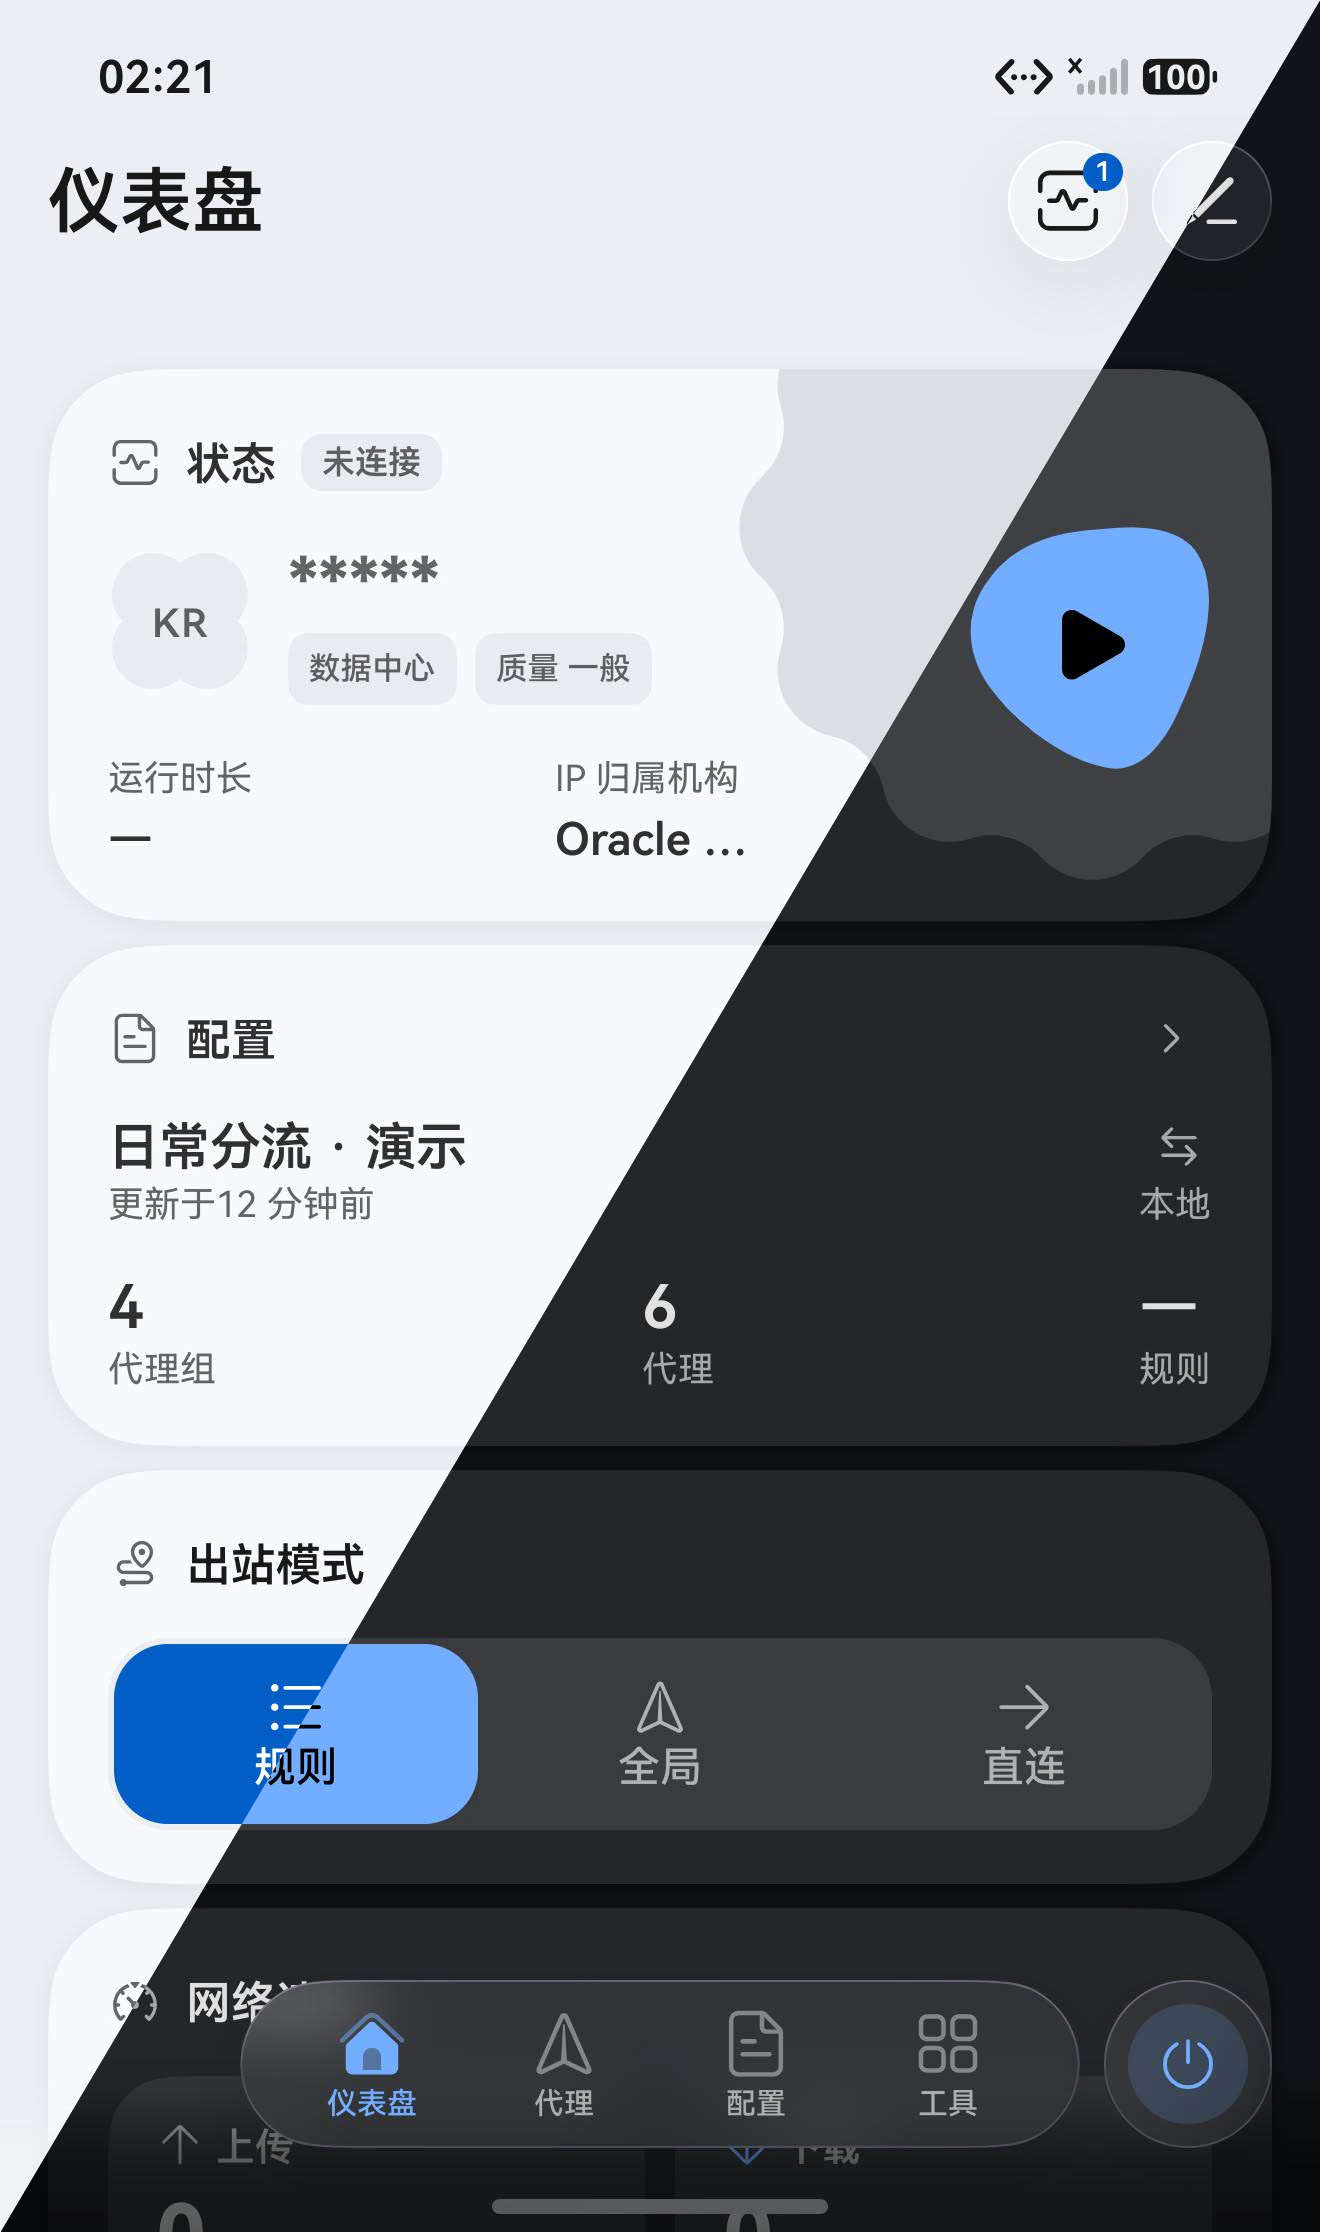 02:21 100
仪表盘 1
状态 未连接
KR *****
数据中心 质量 一般
运行时长 IP 归属机构
— Oracle ...
配置
日常分流 · 演示
更新于12 分钟前 本地
4 6 —
代理组 代理 规则
出站模式
规则 全局 直连
网络
仪表盘 代理 配置 工具
上传 下载
0 0